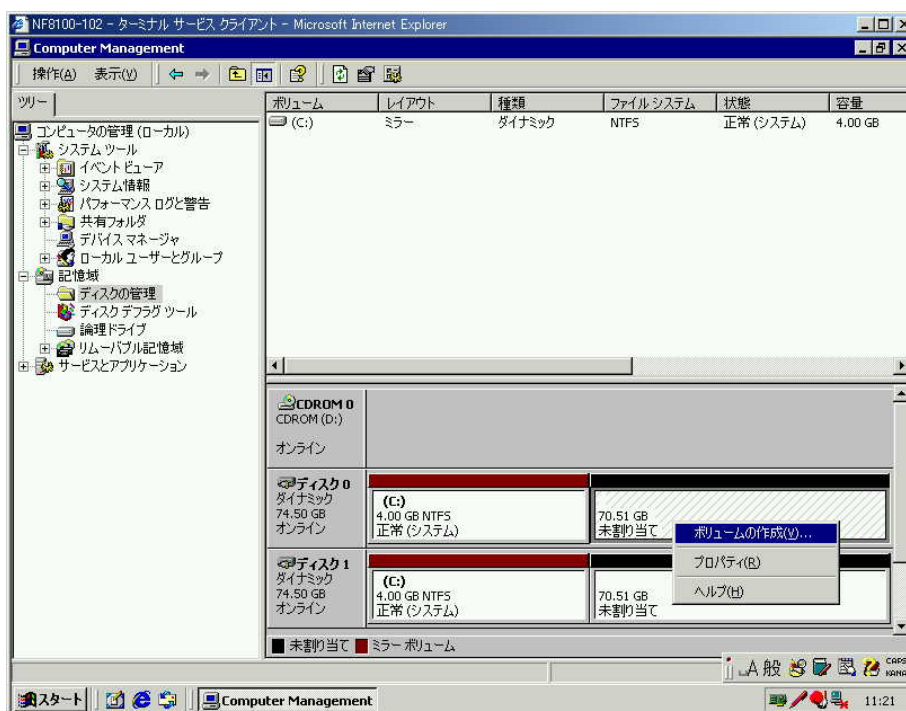 NF8100-102 - ターミナル サービス クライアント - Microsoft Internet Explorer
Computer Management
操作(A) 表示(V)
ツリー
コンピュータの管理 (ローカル)
システム ツール
イベント ビューア
システム情報
パフォーマンス ログと警告
共有フォルダ
デバイス マネージャ
ローカル ユーザーとグループ
記憶域
ディスクの管理
ディスク デフラグ ツール
論理ドライブ
リムーバブル記憶域
サービスとアプリケーション
ボリューム レイアウト 種類 ファイル システム 状態 容量
(C:) ミラー ダイナミック NTFS 正常 (システム) 4.00 GB
CDROM 0
CDROM (D:)
オンライン
ディスク 0
ダイナミック
74.50 GB
オンライン
(C:)
4.00 GB NTFS
正常 (システム)
70.51 GB
未割り当て
ボリュームの作成(V)...
プロパティ(R)
ヘルプ(H)
ディスク 1
ダイナミック
74.50 GB
オンライン
(C:)
4.00 GB NTFS
正常 (システム)
70.51 GB
未割り当て
未割り当て ミラー ボリューム
A 般 CAPS
KANA
スタート Computer Management 11:21